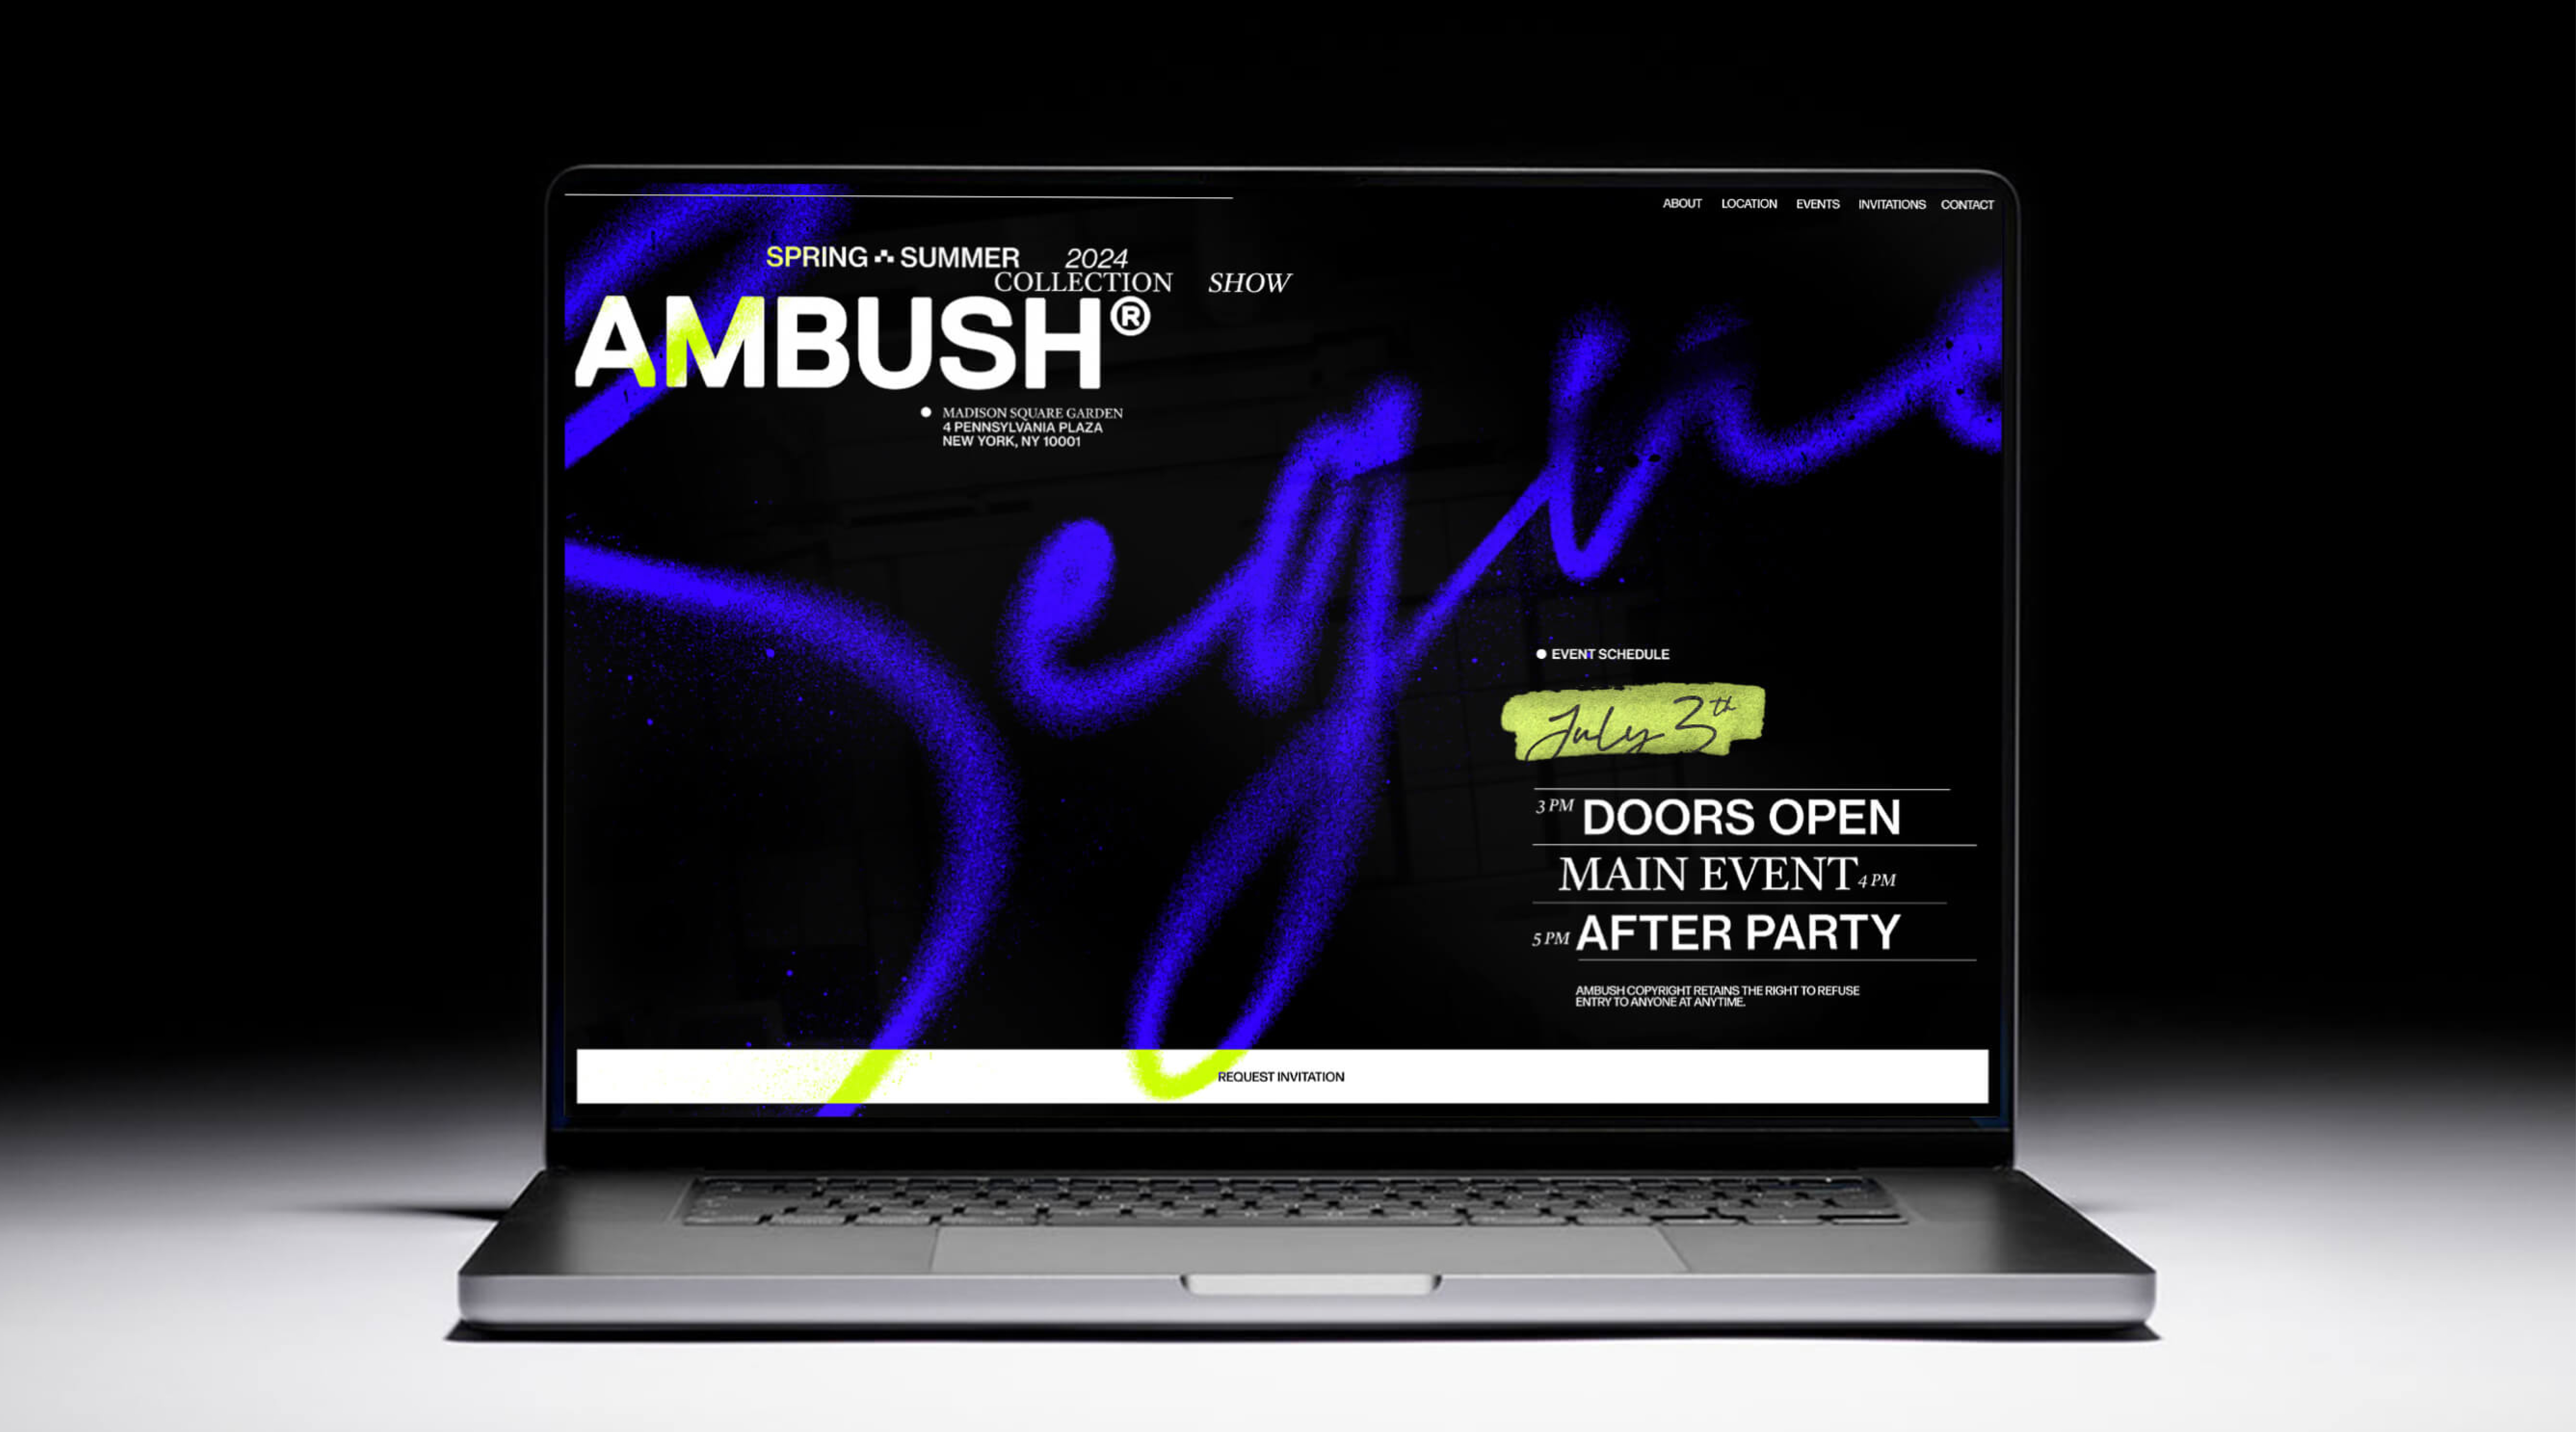 ABOUT LOCATION EVENTS INVITATIONS CONTACT
SPRING SUMMER 2024
COLLECTION SHOW
AMBUSH®
MADISON SQUARE GARDEN
4 PENNSYLVANIA PLAZA
NEW YORK, NY 10001
EVENT SCHEDULE
July 3th
3 PM DOORS OPEN
MAIN EVENT 4 PM
5 PM AFTER PARTY
AMBUSH COPYRIGHT RETAINS THE RIGHT TO REFUSE
ENTRY TO ANYONE AT ANYTIME.
REQUEST INVITATION